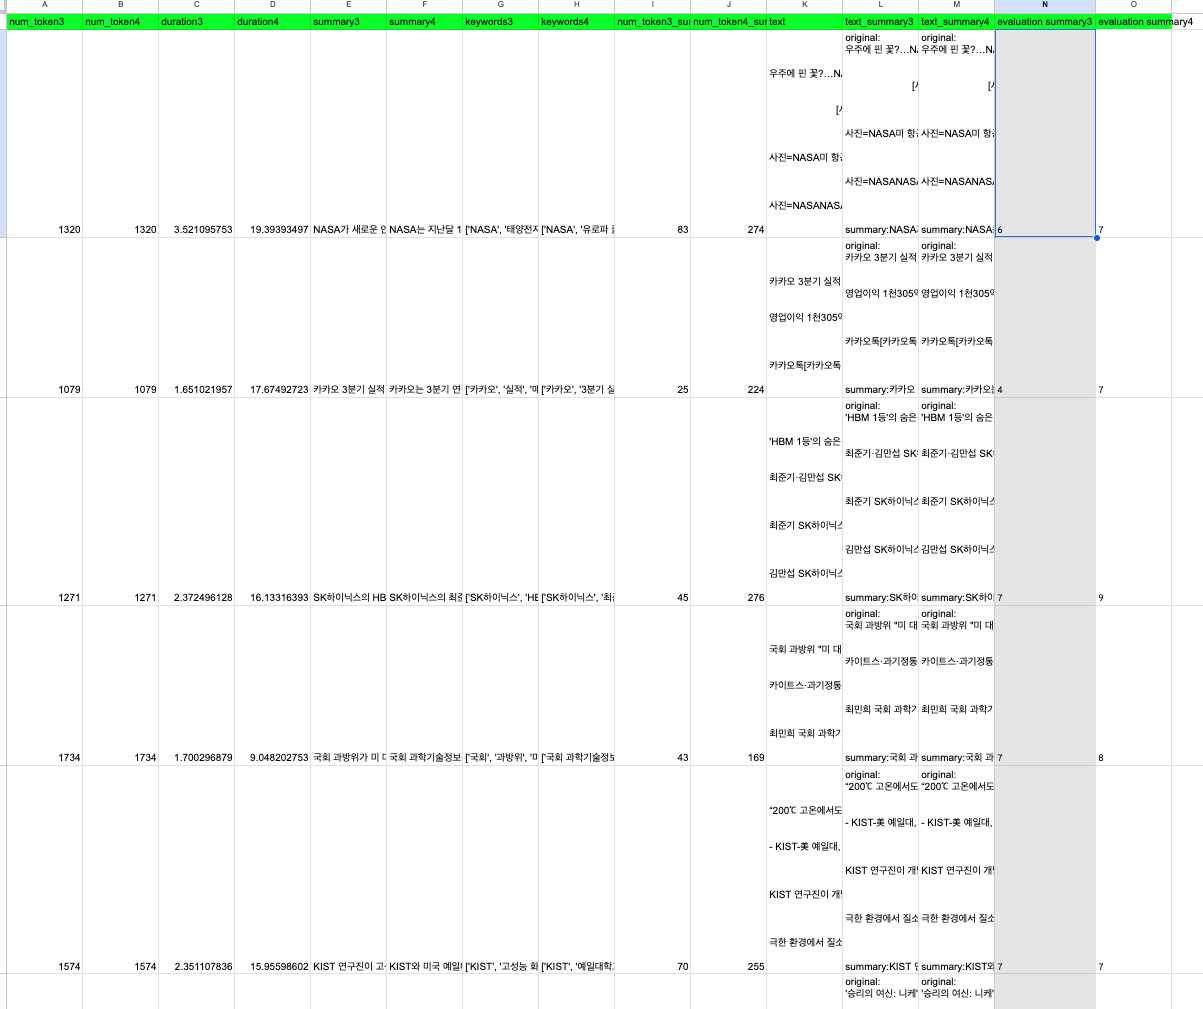 A B C D E F G H I J K L M N O
num_token3 num_token4 duration3 duration4 summary3 summary4 keywords3 keywords4 num_token3_su num_token4_sur text text_summary3 text_summary4 evaluation summary3 evaluation summary4
original: original:
우주에 핀 꽃?…N 우주에 핀 꽃?…N
우주에 핀 꽃?…N
사진=NASA미 항 사진=NASA미 항
사진=NASA미 항
사진=NASANAS 사진=NASANAS
사진=NASANAS
1320 1320 3.521095753 19.39393497 NASA가 새로운 NASA는 지난달 1 ['NASA', '태양전 ['NASA', '유로파 83 274 summary:NASA summary:NASA 6 7
original: original:
카카오 3분기 실적 카카오 3분기 실적
카카오 3분기 실적
영업이익 1천305 영업이익 1천305
영업이익 1천305
카카오톡[카카오톡 카카오톡[카카오톡
카카오톡[카카오톡
1079 1079 1.651021957 17.67492723 카카오 3분기 실적 카카오는 3분기 연 ['카카오', '실적', ['카카오', '3분기 실 25 224 summary:카카오 summary:카카오 4 7
original: original:
'HBM 1등'의 숨은 'HBM 1등'의 숨은
'HBM 1등'의 숨은
최준기·김만섭 SK 최준기·김만섭 SK
최준기·김만섭 SK
최준기 SK하이닉스 최준기 SK하이닉스
최준기 SK하이닉스
김만섭 SK하이닉스 김만섭 SK하이닉스
김만섭 SK하이닉스
1271 1271 2.372496128 16.13316393 SK하이닉스의 HB SK하이닉스의 최준 ['SK하이닉스', 'HB ['SK하이닉스', '최 45 276 summary:SK하이 summary:SK하이 7 9
original: original:
국회 과방위 "미 대 국회 과방위 "미 대
국회 과방위 "미 대
카이트스·과기정통 카이트스·과기정통
카이트스·과기정통
최민희 국회 과학기 최민희 국회 과학기
최민희 국회 과학기
1734 1734 1.700296879 9.048202753 국회 과방위가 미 국회 과학기술정보 ['국회', '과방위', ['국회 과학기술정보 43 169 summary:국회 과 summary:국회 과 7 8
original: original:
“200℃ 고온에서도 “200℃ 고온에서도
“200℃ 고온에서도
- KIST-美 예일대, - KIST-美 예일대,
- KIST-美 예일대,
KIST 연구진이 개발 KIST 연구진이 개발
KIST 연구진이 개발
극한 환경에서 질소 극한 환경에서 질소
극한 환경에서 질소
1574 1574 2.351107836 15.95598602 KIST 연구진이 고 KIST와 미국 예일 ['KIST', '고성능 회 ['KIST', '예일대학 70 255 summary:KIST summary:KIST와 7 7
original: original:
'승리의 여신: 니케' '승리의 여신: 니케'